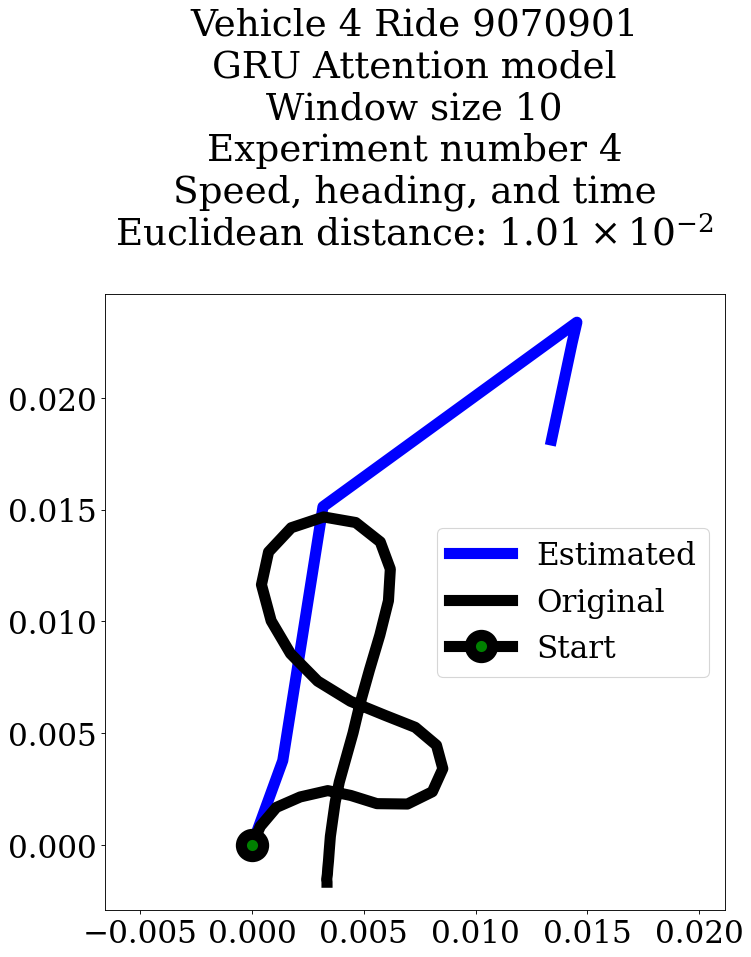 Vehicle 4 Ride 9070901
GRU Attention model
Window size 10
Experiment number 4
Speed, heading, and time
Euclidean distance: 1.01 × 10⁻²
0.020
0.015
0.010
0.005
0.000
Estimated
Original
Start
−0.005 0.000 0.005 0.010 0.015 0.020